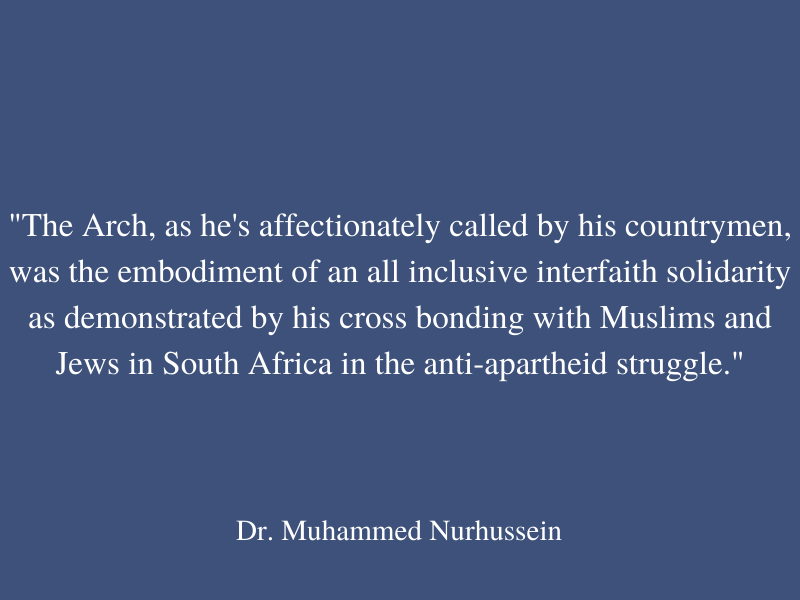 "The Arch, as he's affectionately called by his countrymen,
was the embodiment of an all inclusive interfaith solidarity
as demonstrated by his cross bonding with Muslims and
Jews in South Africa in the anti-apartheid struggle."
Dr. Muhammed Nurhussein